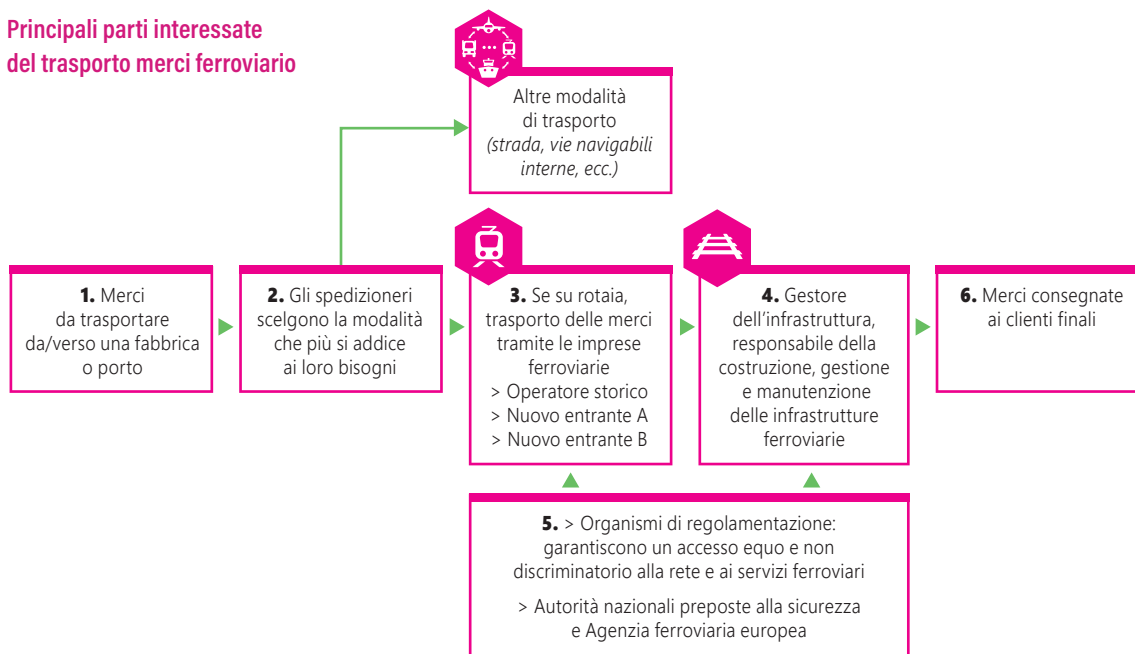 Principali parti interessate
del trasporto merci ferroviario
Altre modalità
di trasporto
(strada, vie navigabili
interne, ecc.)
1. Merci
da trasportare
da/verso una fabbrica
o porto
2. Gli spedizioneri
scelgono la modalità
che più si addice
ai loro bisogni
3. Se su rotaia,
trasporto delle merci
tramite le imprese
ferroviarie
> Operatore storico
> Nuovo entrante A
> Nuovo entrante B
4. Gestore
dell’infrastruttura,
responsabile della
costruzione, gestione
e manutenzione
delle infrastrutture
ferroviarie
6. Merci consegnate
ai clienti finali
5. > Organismi di regolamentazione:
garantiscono un accesso equo e non
discriminatorio alla rete e ai servizi ferroviari
> Autorità nazionali preposte alla sicurezza
e Agenzia ferroviaria europea